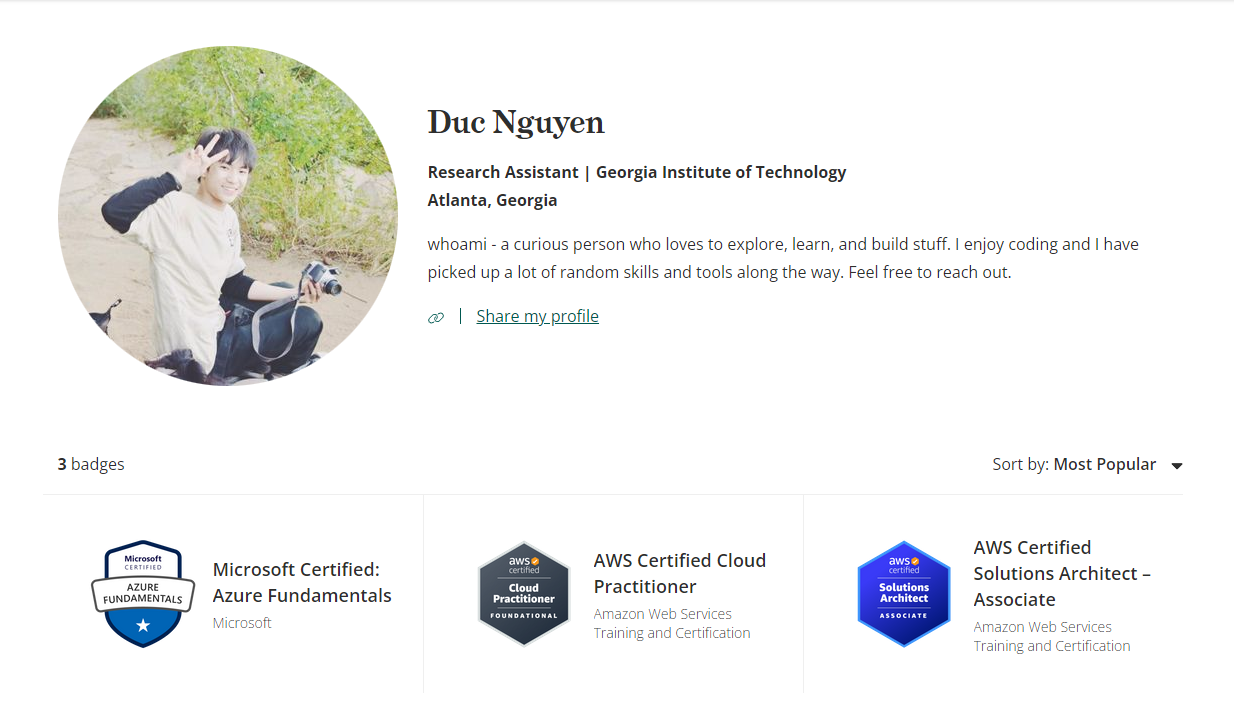 Duc Nguyen
Research Assistant | Georgia Institute of Technology
Atlanta, Georgia
whoami - a curious person who loves to explore, learn, and build stuff. I enjoy coding and I have
picked up a lot of random skills and tools along the way. Feel free to reach out.
Share my profile
3 badges
Sort by: Most Popular
Microsoft
CERTIFIED
AZURE
FUNDAMENTALS
Microsoft Certified:
Azure Fundamentals
Microsoft
aws
certified
Cloud
Practitioner
FOUNDATIONAL
AWS Certified Cloud
Practitioner
Amazon Web Services
Training and Certification
aws
certified
Solutions
Architect
ASSOCIATE
AWS Certified
Solutions Architect –
Associate
Amazon Web Services
Training and Certification